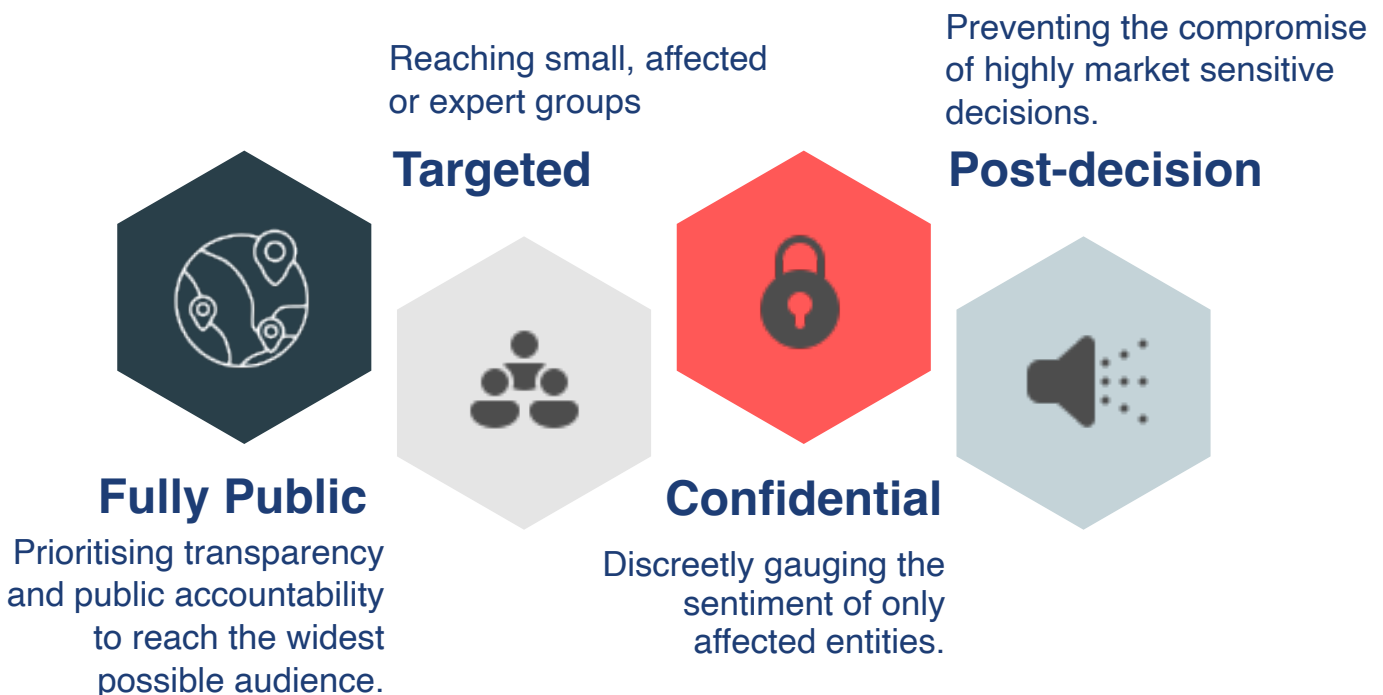 Reaching small, affected
or expert groups
Targeted
Preventing the compromise
of highly market sensitive
decisions.
Post-decision
Fully Public
Prioritising transparency
and public accountability
to reach the widest
possible audience.
Confidential
Discreetly gauging the
sentiment of only
affected entities.